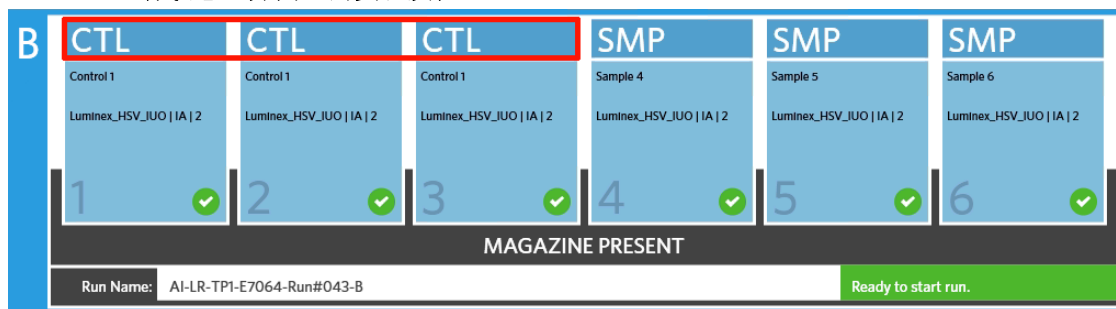 B
CTL CTL CTL SMP SMP SMP
Control 1 Control 1 Control 1 Sample 4 Sample 5 Sample 6
Luminex_HSV_IUO | IA | 2 Luminex_HSV_IUO | IA | 2 Luminex_HSV_IUO | IA | 2 Luminex_HSV_IUO | IA | 2 Luminex_HSV_IUO | IA | 2 Luminex_HSV_IUO | IA | 2
1 2 3 4 5 6
MAGAZINE PRESENT
Run Name: AI-LR-TP1-E7064-Run#043-B Ready to start run.